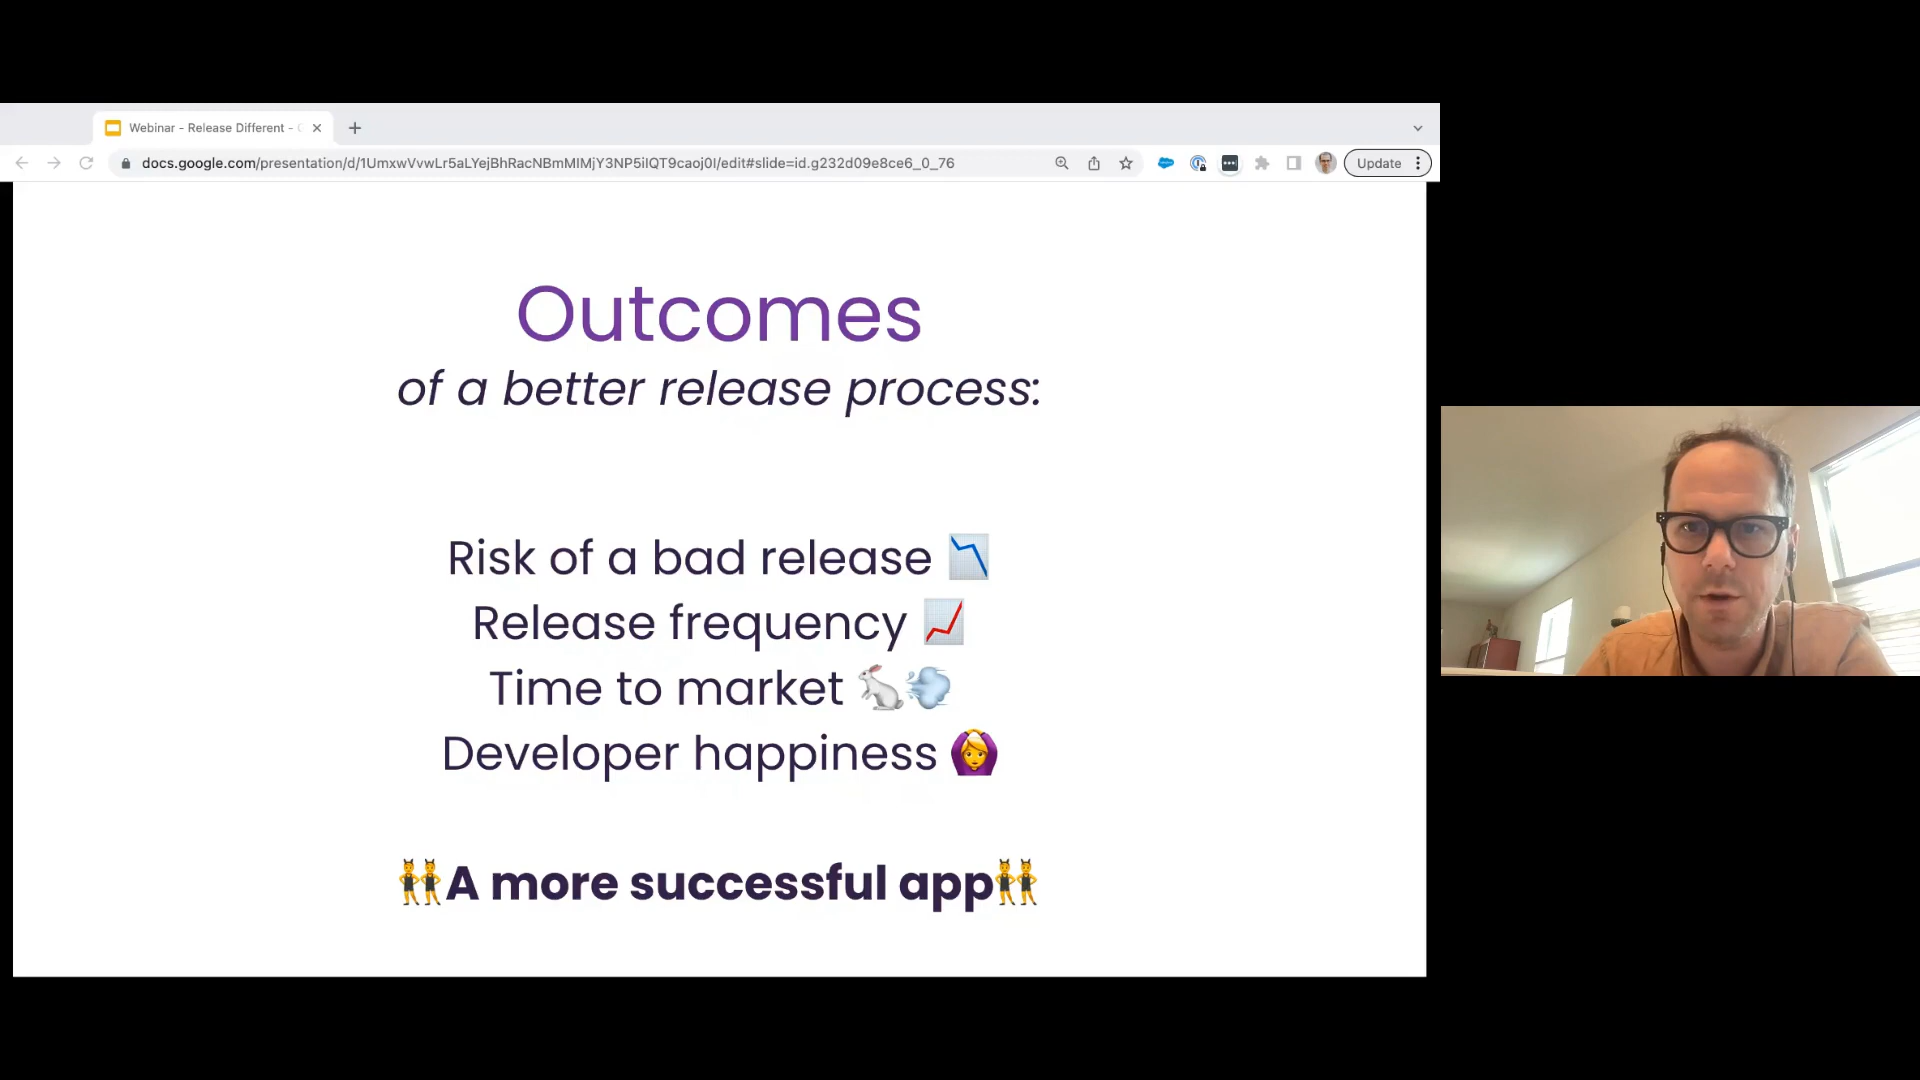 Webinar - Release Different -
docs.google.com/presentation/d/1UmxwVvwLr5aLYejBhRacNBmMIMjY3NP5iIQT9caoj0I/edit#slide=id.g232d09e8ce6_0_76
Update
Outcomes
of a better release process:
Risk of a bad release 📉
Release frequency 📈
Time to market 🐇💨
Developer happiness 🙆‍♀️
👯A more successful app👯